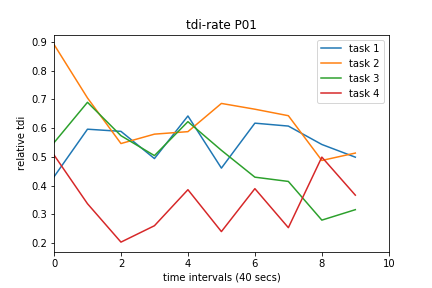 tdi-rate P01
relative tdi
0.9
0.8
0.7
0.6
0.5
0.4
0.3
0.2
0 2 4 6 8 10
time intervals (40 secs)
task 1
task 2
task 3
task 4